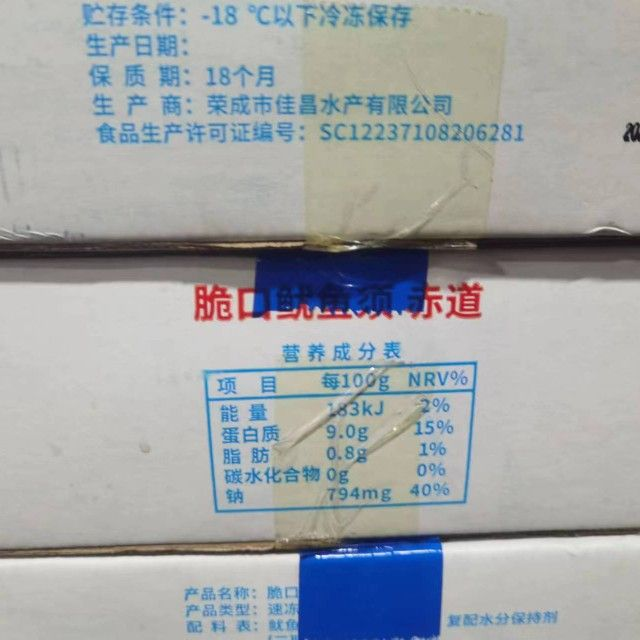 贮存条件：-18 ℃以下冷冻保存
生产日期：
保 质 期：18个月
生 产 商：荣成市佳昌水产有限公司
食品生产许可证编号：SC12237108206281
脆口鱿鱼须 赤道
营养成分表
项 目 每100g NRV%
能 量 183kJ 2%
蛋白质 9.0g 15%
脂 肪 0.8g 1%
碳水化合物 0g 0%
钠 794mg 40%
产品名称：脆口
产品类型：速冻
配 料 表：鱿鱼 复配水分保持剂